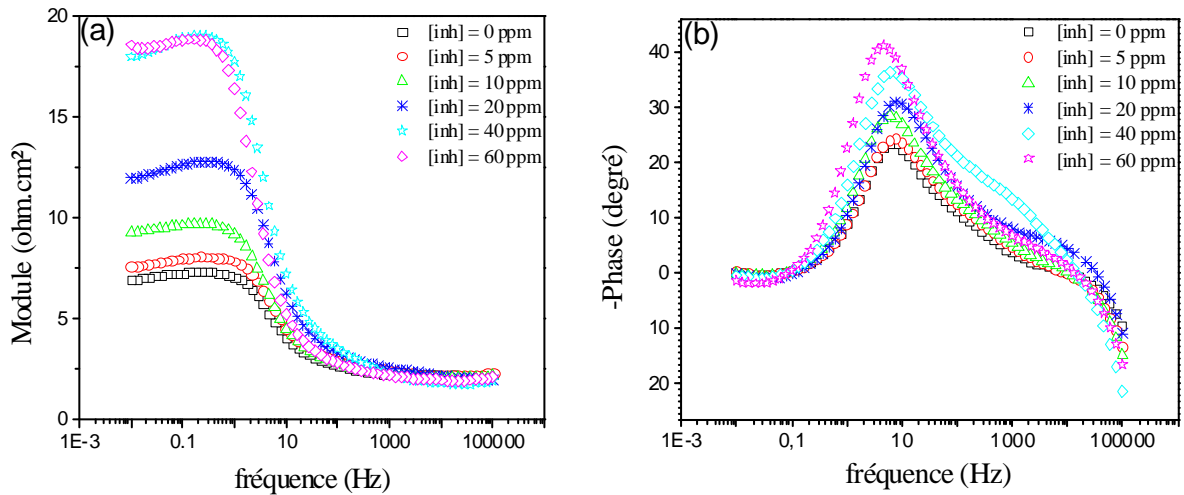 (a)
[inh] = 0 ppm
[inh] = 5 ppm
[inh] = 10 ppm
[inh] = 20 ppm
[inh] = 40 ppm
[inh] = 60 ppm
Module (ohm.cm²)
20
15
10
5
0
1E-3
0.1
10
1000
100000
fréquence (Hz)
(b)
[inh] = 0 ppm
[inh] = 5 ppm
[inh] = 10 ppm
[inh] = 20 ppm
[inh] = 40 ppm
[inh] = 60 ppm
-Phase (degré)
40
30
20
10
0
10
20
1E-3
0,1
10
1000
100000
fréquence (Hz)